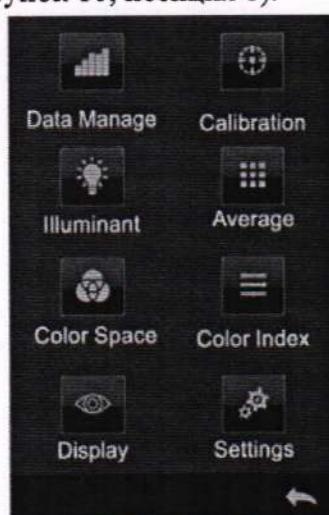 Data Manage Calibration
Illuminant Average
Color Space Color Index
Display Settings